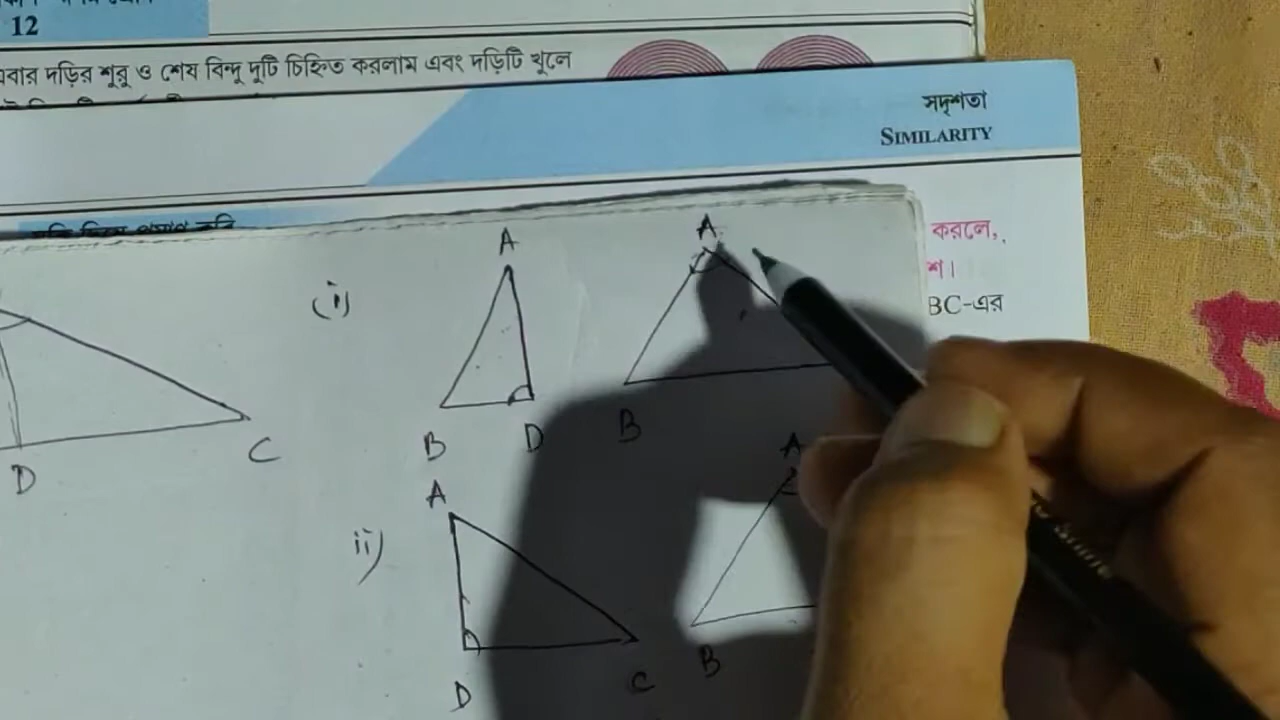 12
এবার দড়ির শুরু ও শেষ বিন্দু দুটি চিহ্নিত করলাম এবং দড়িটি খুলে
সদৃশতা
SIMILARITY
করলে,
শ।
BC-এর
(i)
A
A
B
D
B
C
D
ii)
A
A
D
C
B